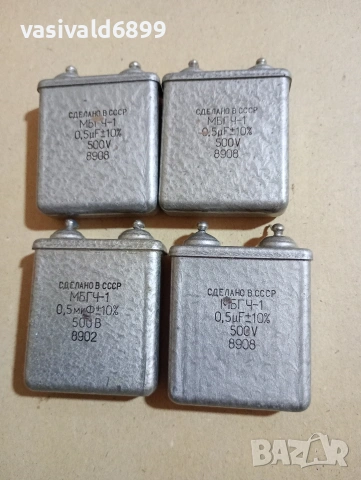 vasivald6899
СДЕЛАНО В СССР
МБГЧ-1
0,5µF±10%
500V
8908
СДЕЛАНО В СССР
МБГЧ-1
0,5µF±10%
500V
8908
СДЕЛАНО В СССР
МБГЧ-1
0,5мкФ±10%
500В
8902
СДЕЛАНО В СССР
МБГЧ-1
0,5µF±10%
500V
8908
BAZAR